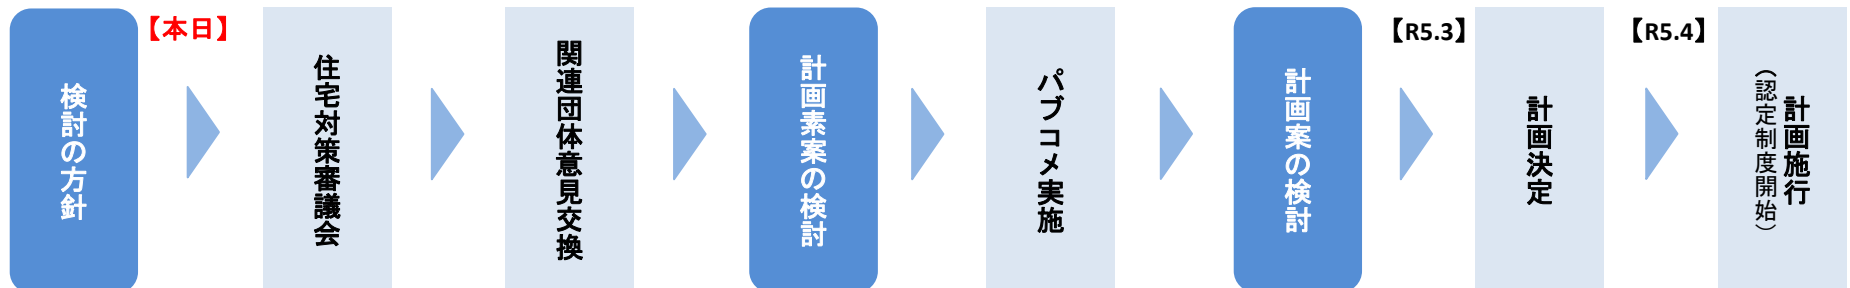 検討の方針
【本日】
住宅対策審議会
関連団体意見交換
計画素案の検討
パブコメ実施
計画案の検討
【R5.3】
計画決定
【R5.4】
計画施行
（認定制度開始）